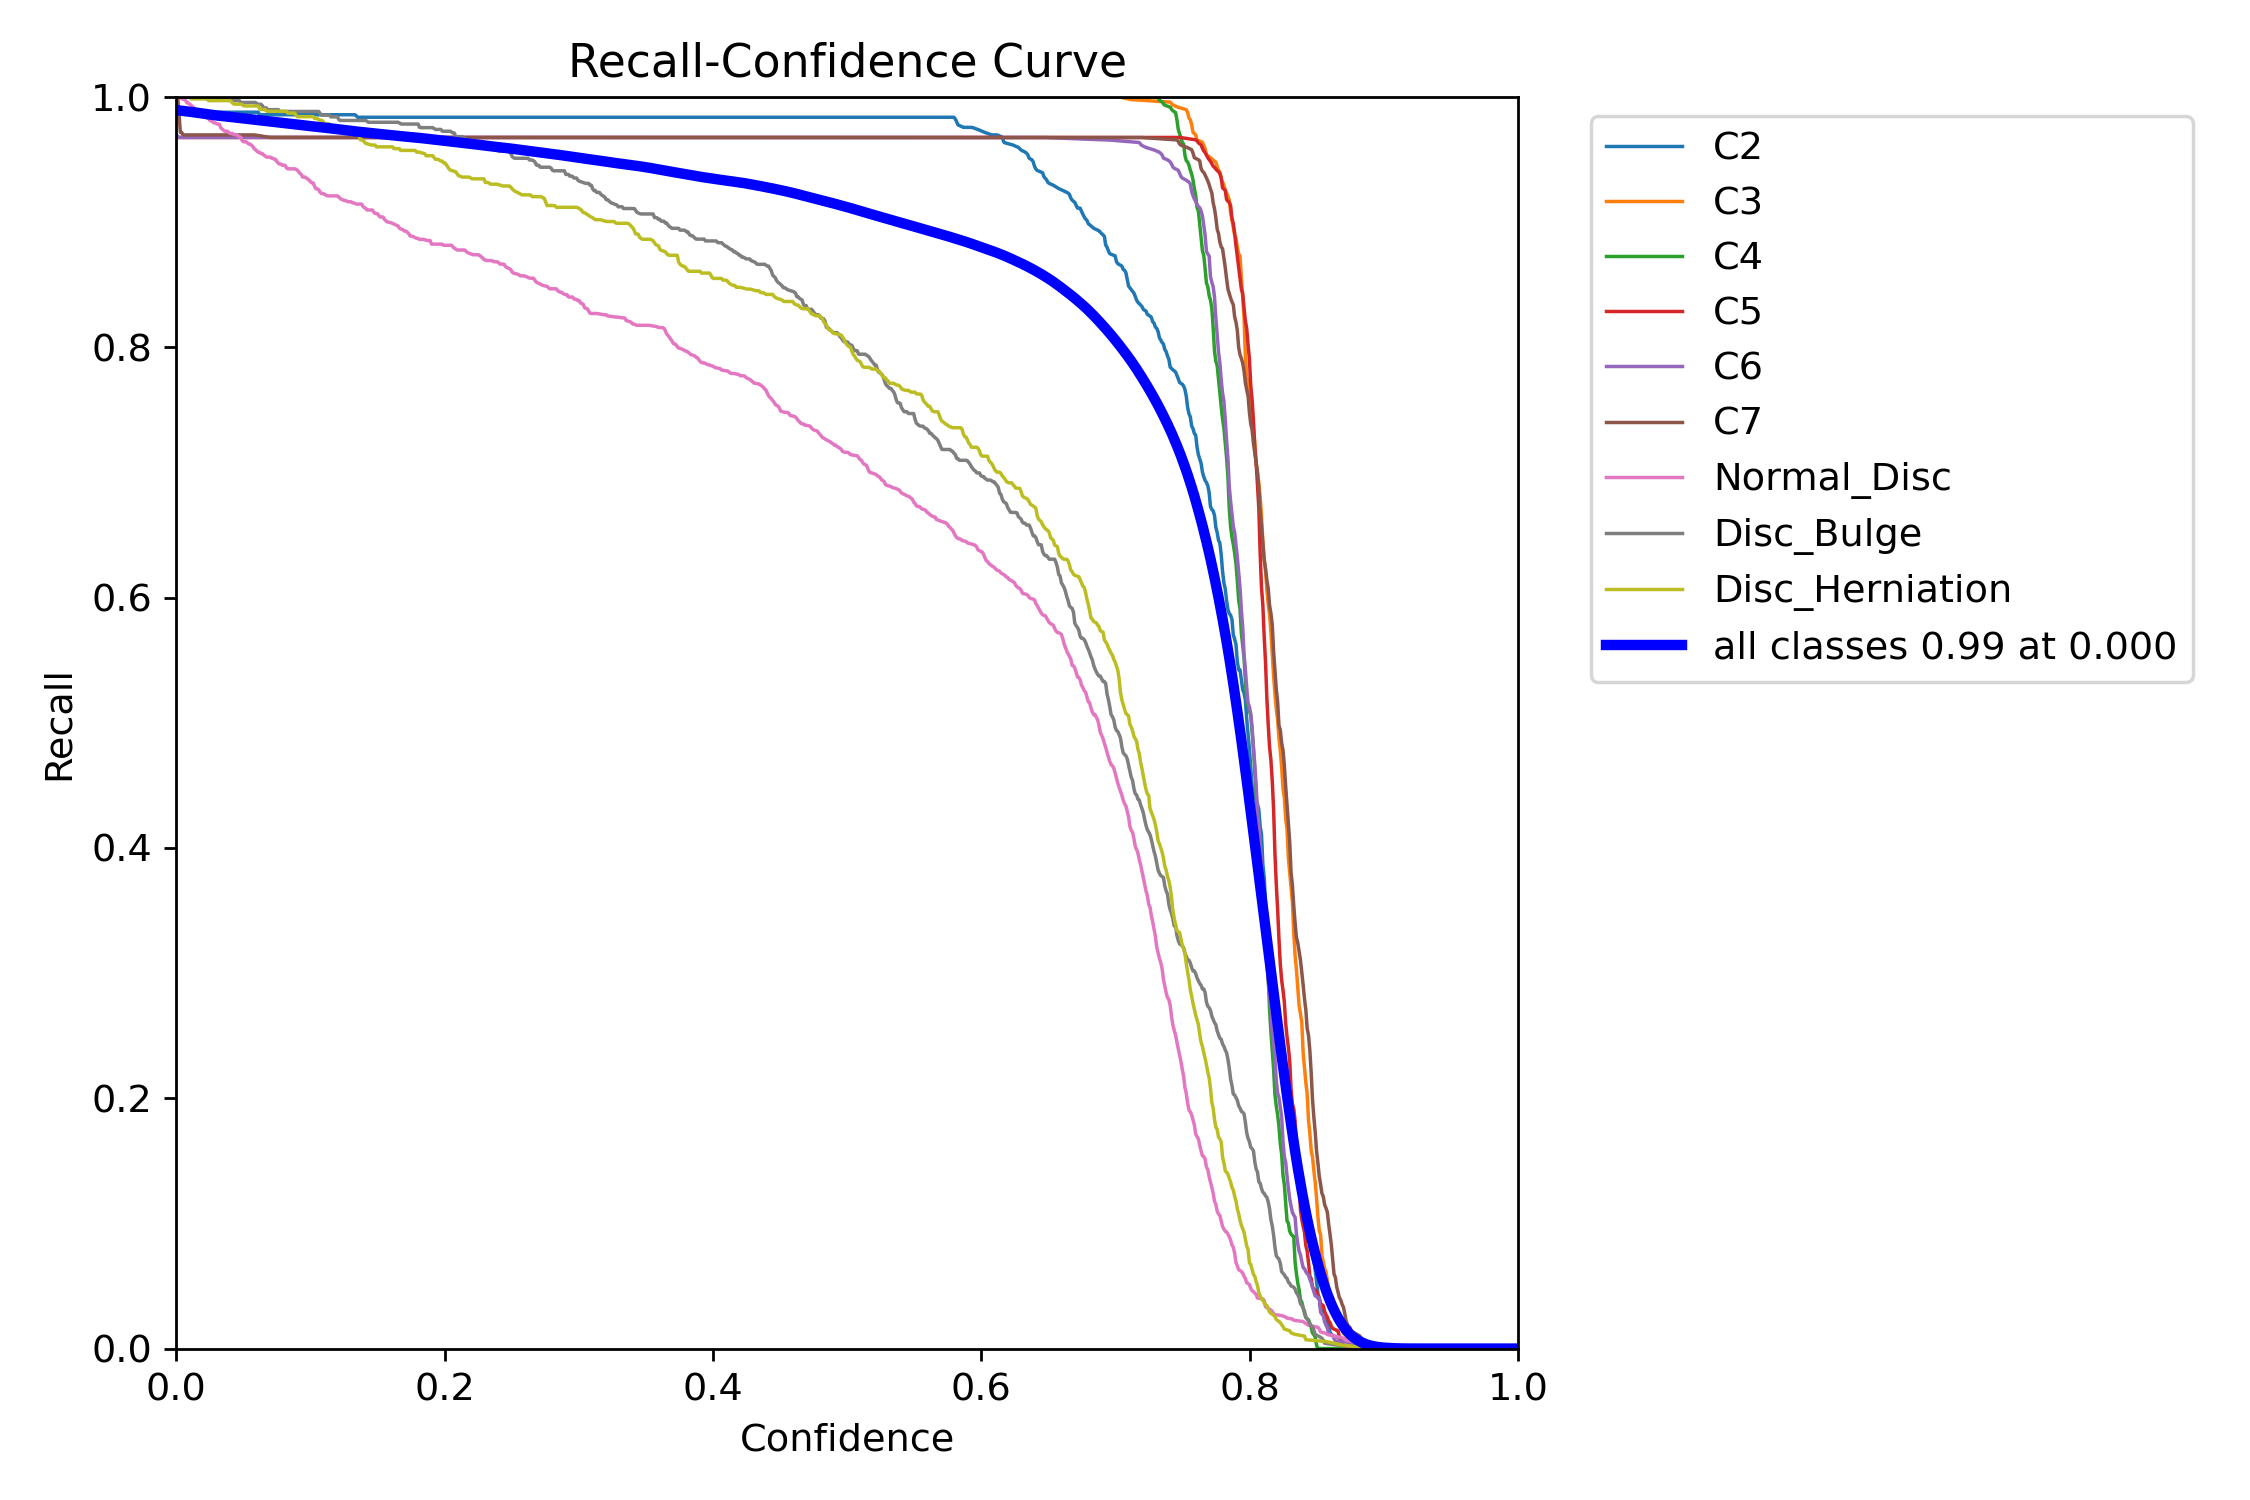 Recall-Confidence Curve
1.0
0.8
0.6
0.4
0.2
0.0
Recall
0.0 0.2 0.4 0.6 0.8 1.0
Confidence
C2
C3
C4
C5
C6
C7
Normal_Disc
Disc_Bulge
Disc_Herniation
all classes 0.99 at 0.000